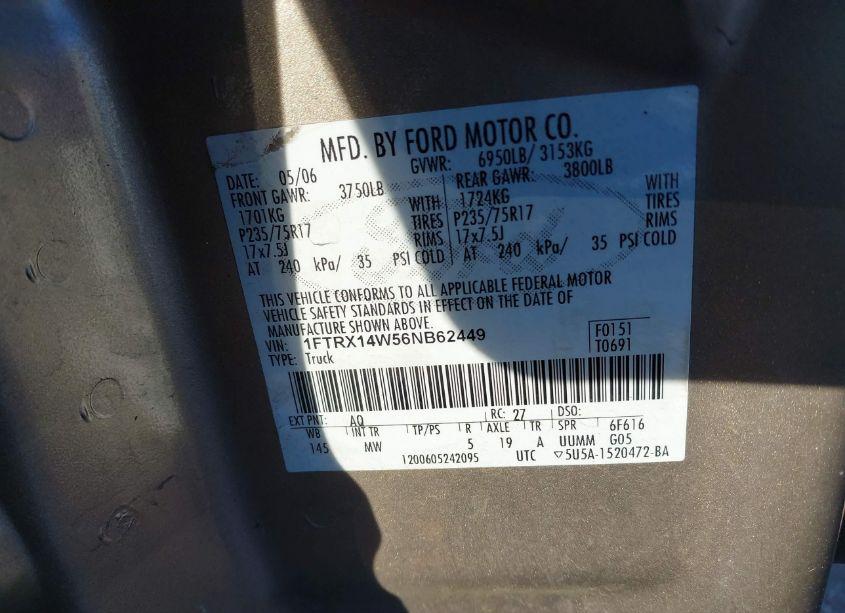 MFD. BY FORD MOTOR CO.
DATE: 05/06 GVWR: 6950LB/ 3153KG
FRONT GAWR: 3750LB REAR GAWR: 3800LB
1701KG WITH 1724KG WITH
P235/75R17 TIRES P235/75R17 TIRES
17x7.5J RIMS 17x7.5J RIMS
AT 240 kPa/ 35 PSI COLD AT 240 kPa/ 35 PSI COLD
THIS VEHICLE CONFORMS TO ALL APPLICABLE FEDERAL MOTOR
VEHICLE SAFETY STANDARDS IN EFFECT ON THE DATE OF
MANUFACTURE SHOWN ABOVE.
VIN: 1FTRX14W56NB62449 F0151
TYPE: Truck T0691
EXT PNT: AQ RC: 27 DSO:
WB INT TR TP/PS R AXLE TR SPR 6F616
145 MW 5 19 A UUMM G05
1200605242095 UTC ▽5U5A-1520472-BA